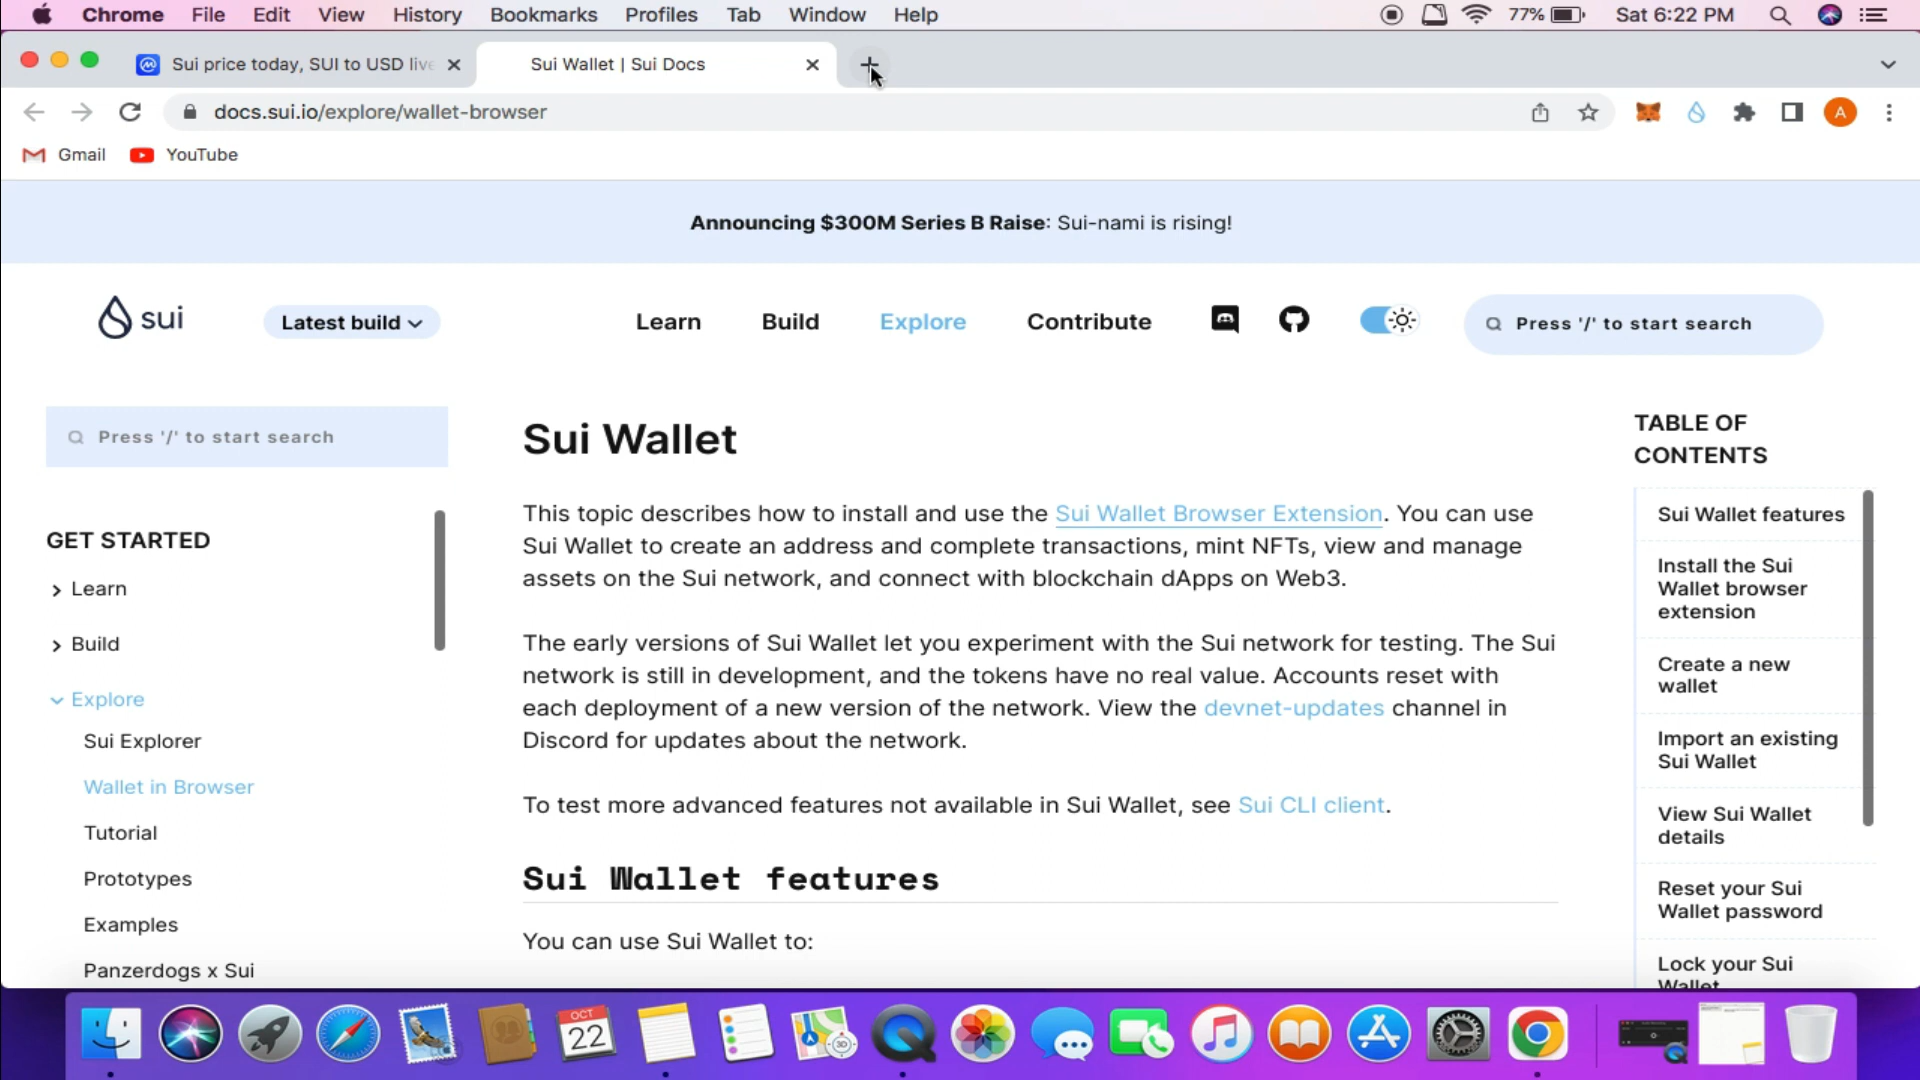 Chrome File Edit View History Bookmarks Profiles Tab Window Help 77% Sat 6:22 PM
Sui price today, SUI to USD live
Sui Wallet | Sui Docs
docs.sui.io/explore/wallet-browser
A
Gmail YouTube
Announcing $300M Series B Raise: Sui-nami is rising!
sui
Latest build
Learn Build Explore Contribute
Press '/' to start search
Press '/' to start search
GET STARTED
Learn
Build
Explore
Sui Explorer
Wallet in Browser
Tutorial
Prototypes
Examples
Panzerdogs x Sui
Sui Wallet
This topic describes how to install and use the Sui Wallet Browser Extension. You can use
Sui Wallet to create an address and complete transactions, mint NFTs, view and manage
assets on the Sui network, and connect with blockchain dApps on Web3.
The early versions of Sui Wallet let you experiment with the Sui network for testing. The Sui
network is still in development, and the tokens have no real value. Accounts reset with
each deployment of a new version of the network. View the devnet-updates channel in
Discord for updates about the network.
To test more advanced features not available in Sui Wallet, see Sui CLI client.
Sui Wallet features
You can use Sui Wallet to:
TABLE OF
CONTENTS
Sui Wallet features
Install the Sui
Wallet browser
extension
Create a new
wallet
Import an existing
Sui Wallet
View Sui Wallet
details
Reset your Sui
Wallet password
Lock your Sui
Wallet
OCT
22
3D